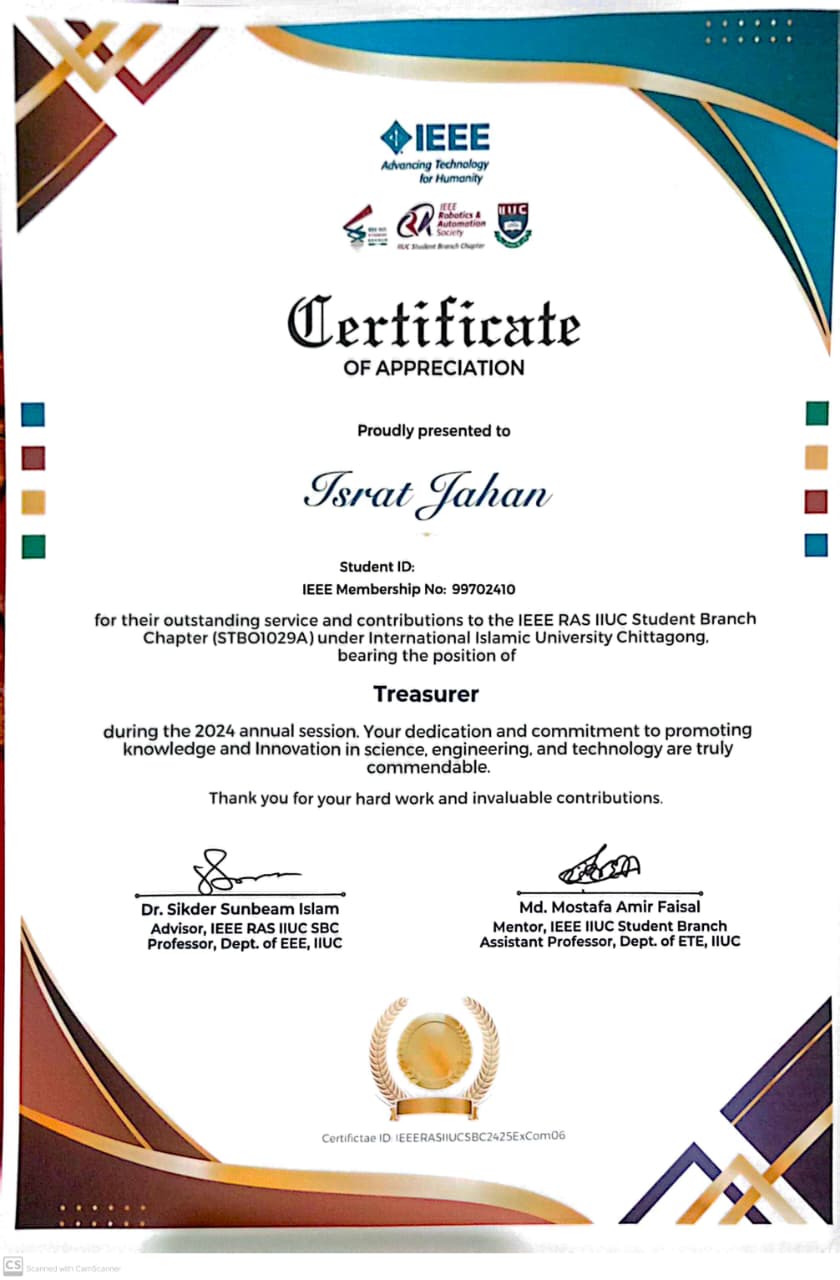 IEEE
Advancing Technology
for Humanity
IEEE
Robotics &
Automation
Society
IIUC Student Branch Chapter
IIUC
Certificate
OF APPRECIATION
Proudly presented to
Israt Jahan
Student ID:
IEEE Membership No: 99702410
for their outstanding service and contributions to the IEEE RAS IIUC Student Branch
Chapter (STBO1029A) under International Islamic University Chittagong,
bearing the position of
Treasurer
during the 2024 annual session. Your dedication and commitment to promoting
knowledge and Innovation in science, engineering, and technology are truly
commendable.
Thank you for your hard work and invaluable contributions.
Dr. Sikder Sunbeam Islam
Advisor, IEEE RAS IIUC SBC
Professor, Dept. of EEE, IIUC
Md. Mostafa Amir Faisal
Mentor, IEEE IIUC Student Branch
Assistant Professor, Dept. of ETE, IIUC
Certifictae ID: IEEERASIIUCSBC2425ExCom06
CS Scanned with CamScanner